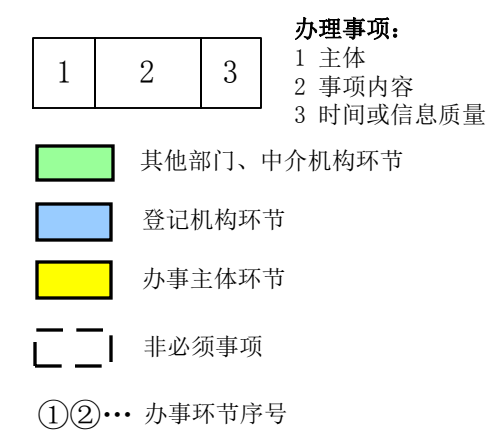 1 2 3
办理事项：
1 主体
2 事项内容
3 时间或信息质量
其他部门、中介机构环节
登记机构环节
办事主体环节
非必须事项
①②… 办事环节序号